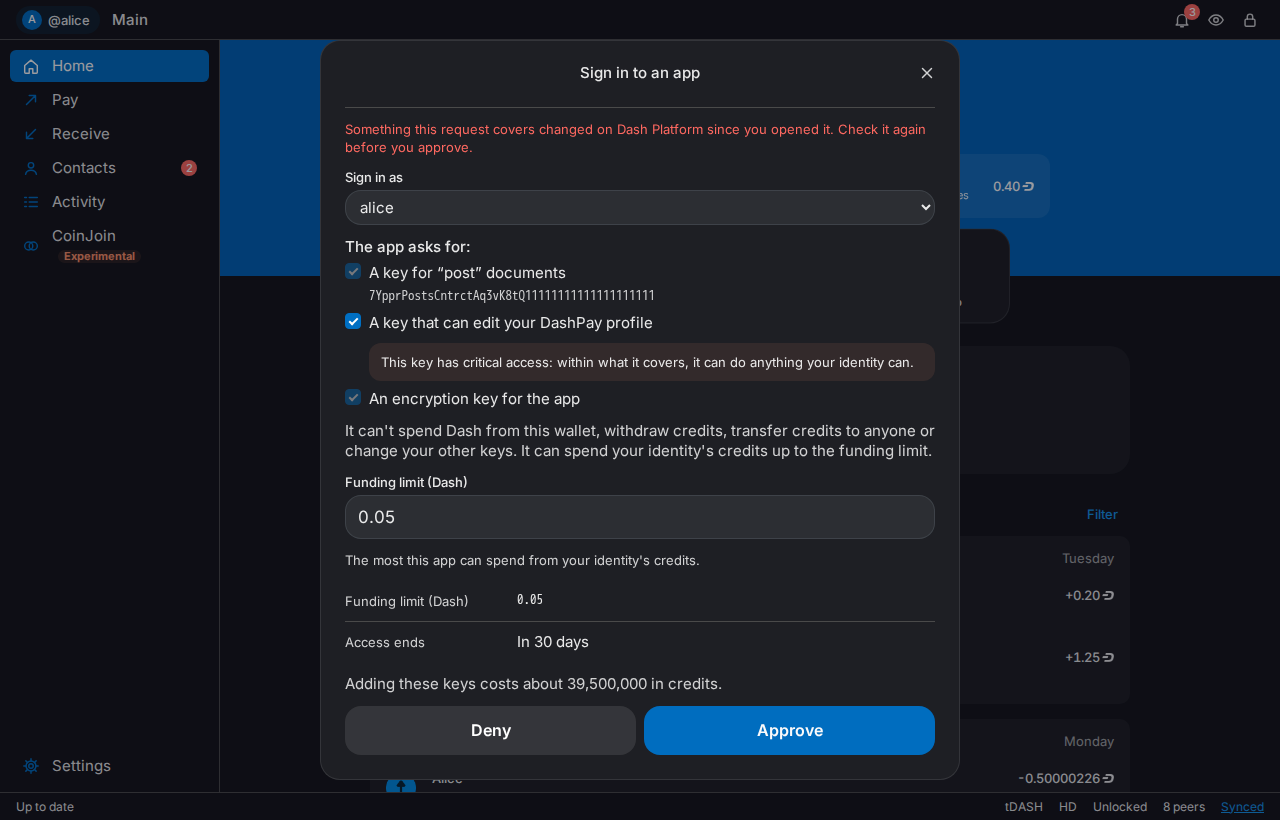 A @alice Main 3
Home
Pay
Receive
Contacts 2
Activity
CoinJoin
Experimental
Settings
Sign in to an app
Something this request covers changed on Dash Platform since you opened it. Check it again
before you approve.
Sign in as
alice
The app asks for:
A key for “post” documents
7YpprPostsCntrctAq3vK8tQ11111111111111111111
A key that can edit your DashPay profile
This key has critical access: within what it covers, it can do anything your identity can.
An encryption key for the app
It can't spend Dash from this wallet, withdraw credits, transfer credits to anyone or
change your other keys. It can spend your identity's credits up to the funding limit.
Funding limit (Dash)
0.05
The most this app can spend from your identity's credits.
Funding limit (Dash) 0.05
Access ends In 30 days
Adding these keys costs about 39,500,000 in credits.
Deny Approve
0.40
Filter
Tuesday
+0.20
+1.25
Monday
Alice -0.50000226
Up to date tDASH HD Unlocked 8 peers Synced